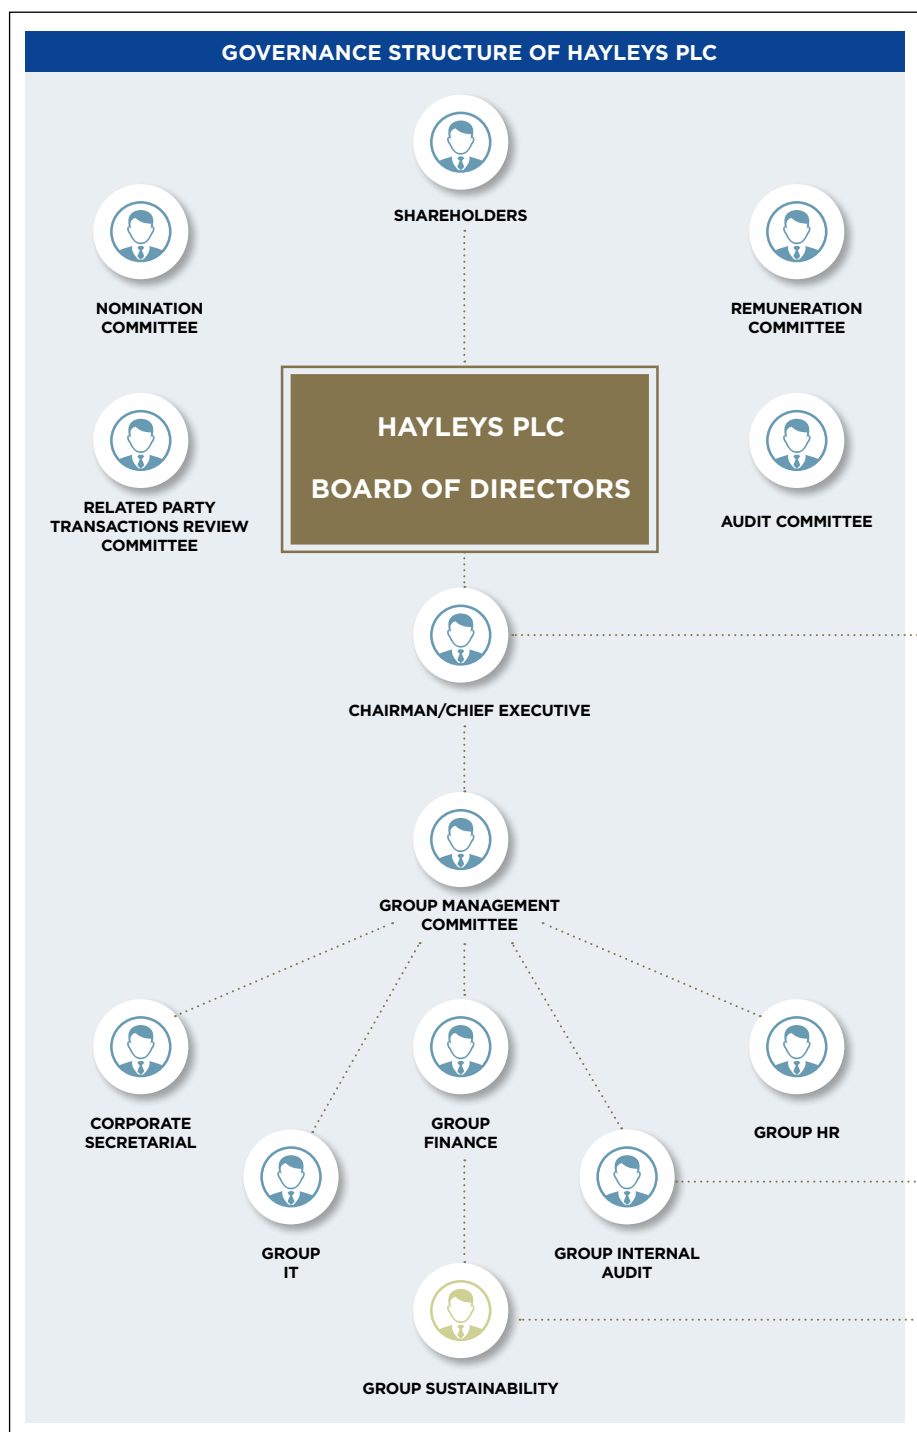 GOVERNANCE STRUCTURE OF HAYLEYS PLC
SHAREHOLDERS
NOMINATION
COMMITTEE
REMUNERATION
COMMITTEE
HAYLEYS PLC
BOARD OF DIRECTORS
RELATED PARTY
TRANSACTIONS REVIEW
COMMITTEE
AUDIT COMMITTEE
CHAIRMAN/CHIEF EXECUTIVE
GROUP MANAGEMENT
COMMITTEE
CORPORATE
SECRETARIAL
GROUP
FINANCE
GROUP HR
GROUP
IT
GROUP INTERNAL
AUDIT
GROUP SUSTAINABILITY